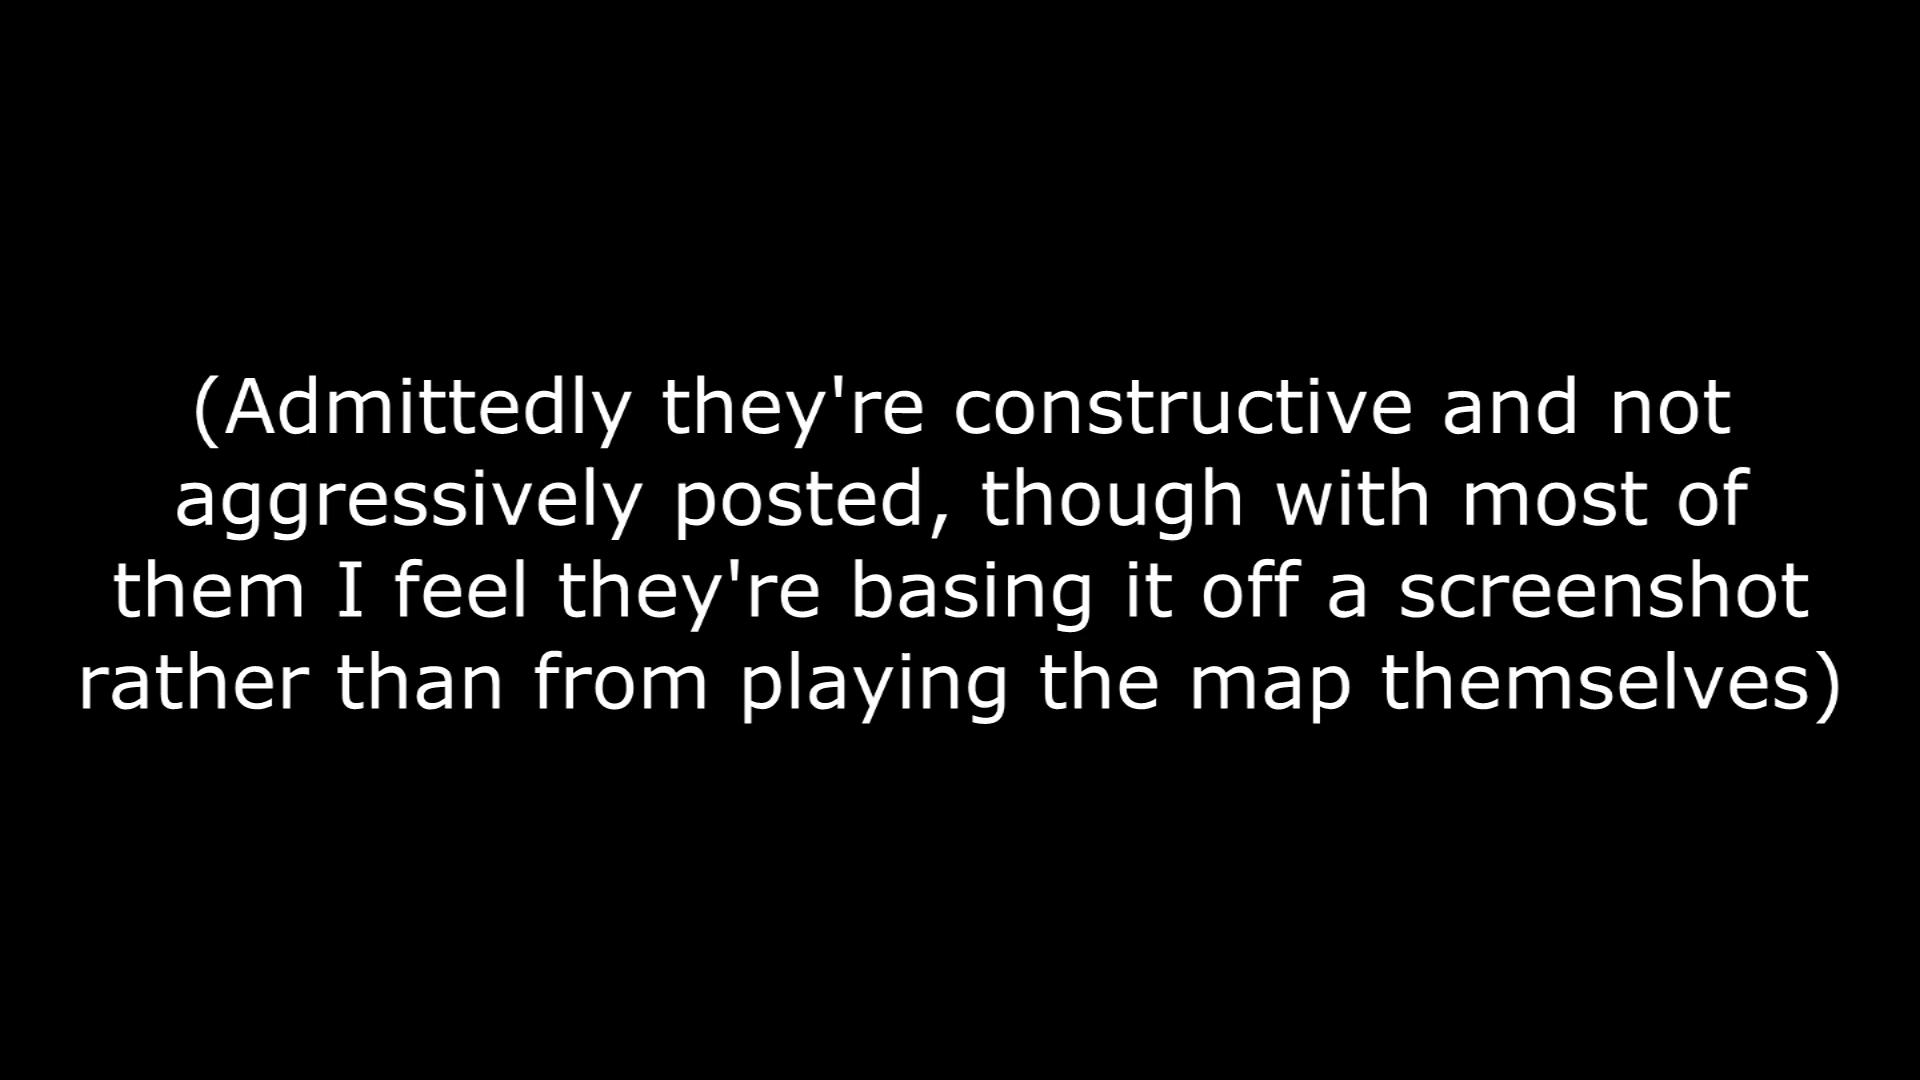 (Admittedly they're constructive and not
aggressively posted, though with most of
them I feel they're basing it off a screenshot
rather than from playing the map themselves)